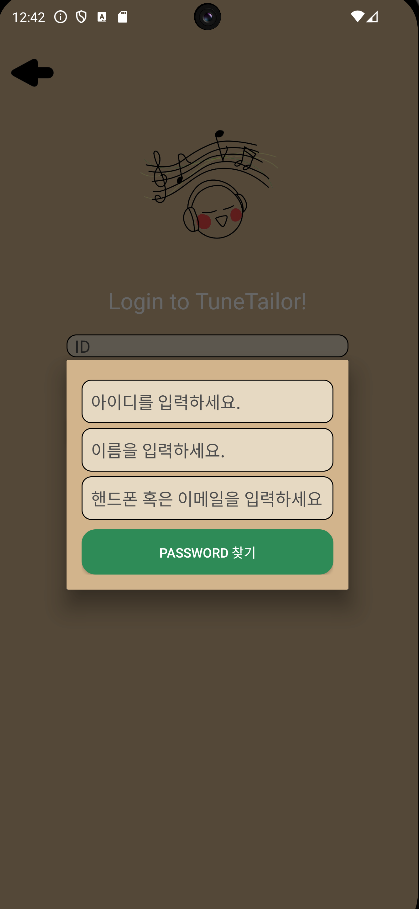 12:42
Login to TuneTailor!
ID
아이디를 입력하세요.
이름을 입력하세요.
핸드폰 혹은 이메일을 입력하세요
PASSWORD 찾기